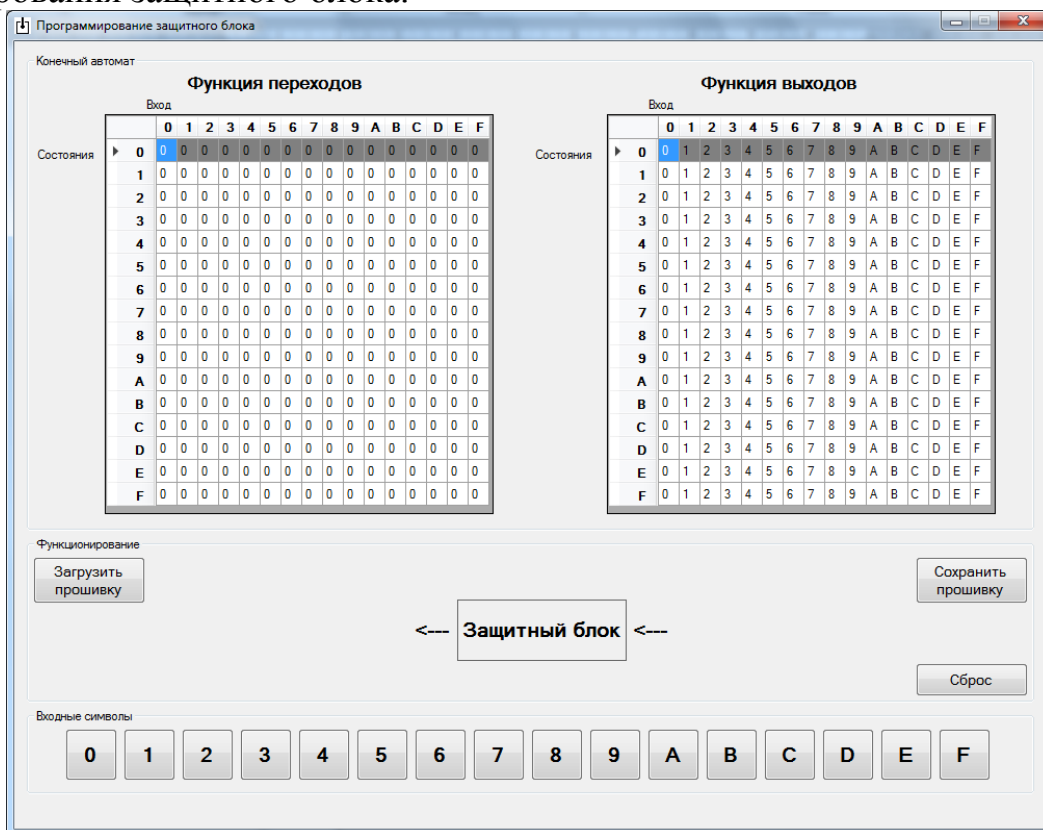 рования защитного блока.
Программирование защитного блока
Конечный автомат
Функция переходов
Вход
0 1 2 3 4 5 6 7 8 9 A B C D E F
Состояния 0 0 0 0 0 0 0 0 0 0 0 0 0 0 0 0 0
1 0 0 0 0 0 0 0 0 0 0 0 0 0 0 0 0
2 0 0 0 0 0 0 0 0 0 0 0 0 0 0 0 0
3 0 0 0 0 0 0 0 0 0 0 0 0 0 0 0 0
4 0 0 0 0 0 0 0 0 0 0 0 0 0 0 0 0
5 0 0 0 0 0 0 0 0 0 0 0 0 0 0 0 0
6 0 0 0 0 0 0 0 0 0 0 0 0 0 0 0 0
7 0 0 0 0 0 0 0 0 0 0 0 0 0 0 0 0
8 0 0 0 0 0 0 0 0 0 0 0 0 0 0 0 0
9 0 0 0 0 0 0 0 0 0 0 0 0 0 0 0 0
A 0 0 0 0 0 0 0 0 0 0 0 0 0 0 0 0
B 0 0 0 0 0 0 0 0 0 0 0 0 0 0 0 0
C 0 0 0 0 0 0 0 0 0 0 0 0 0 0 0 0
D 0 0 0 0 0 0 0 0 0 0 0 0 0 0 0 0
E 0 0 0 0 0 0 0 0 0 0 0 0 0 0 0 0
F 0 0 0 0 0 0 0 0 0 0 0 0 0 0 0 0
Функция выходов
Вход
0 1 2 3 4 5 6 7 8 9 A B C D E F
Состояния 0 0 1 2 3 4 5 6 7 8 9 A B C D E F
1 0 1 2 3 4 5 6 7 8 9 A B C D E F
2 0 1 2 3 4 5 6 7 8 9 A B C D E F
3 0 1 2 3 4 5 6 7 8 9 A B C D E F
4 0 1 2 3 4 5 6 7 8 9 A B C D E F
5 0 1 2 3 4 5 6 7 8 9 A B C D E F
6 0 1 2 3 4 5 6 7 8 9 A B C D E F
7 0 1 2 3 4 5 6 7 8 9 A B C D E F
8 0 1 2 3 4 5 6 7 8 9 A B C D E F
9 0 1 2 3 4 5 6 7 8 9 A B C D E F
A 0 1 2 3 4 5 6 7 8 9 A B C D E F
B 0 1 2 3 4 5 6 7 8 9 A B C D E F
C 0 1 2 3 4 5 6 7 8 9 A B C D E F
D 0 1 2 3 4 5 6 7 8 9 A B C D E F
E 0 1 2 3 4 5 6 7 8 9 A B C D E F
F 0 1 2 3 4 5 6 7 8 9 A B C D E F
Функционирование
Загрузить
прошивку
Сохранить
прошивку
<--- Защитный блок <---
Сброс
Входные символы
0 1 2 3 4 5 6 7 8 9 A B C D E F